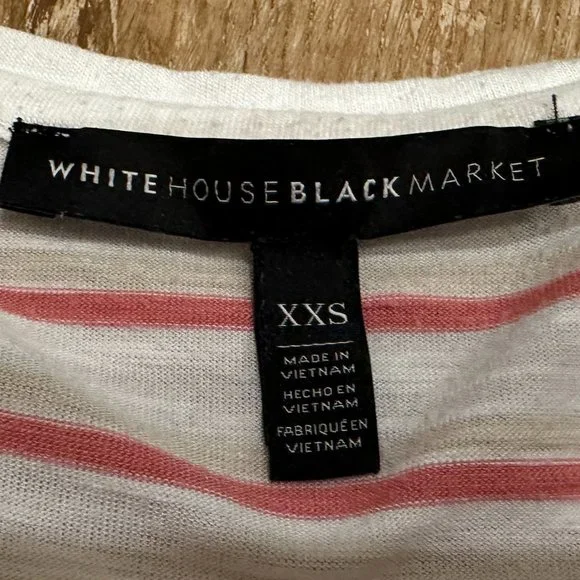 WHITE HOUSE BLACK MARKET
XXS
MADE IN
VIETNAM
HECHO EN
VIETNAM
FABRIQUÉ EN
VIETNAM